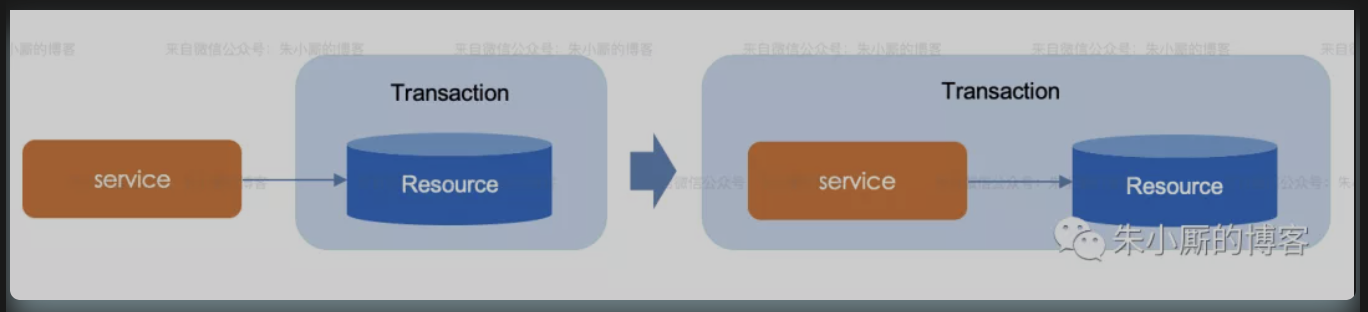 小厮的博客 来自微信公众号：朱小厮的博客 来自微信公众号：朱小厮的博客 来自微信公众号：朱小厮的博客 来自微信公众号：朱小厮的博客
Transaction
Transaction
service
Resource
service
Resource
朱小厮的博客